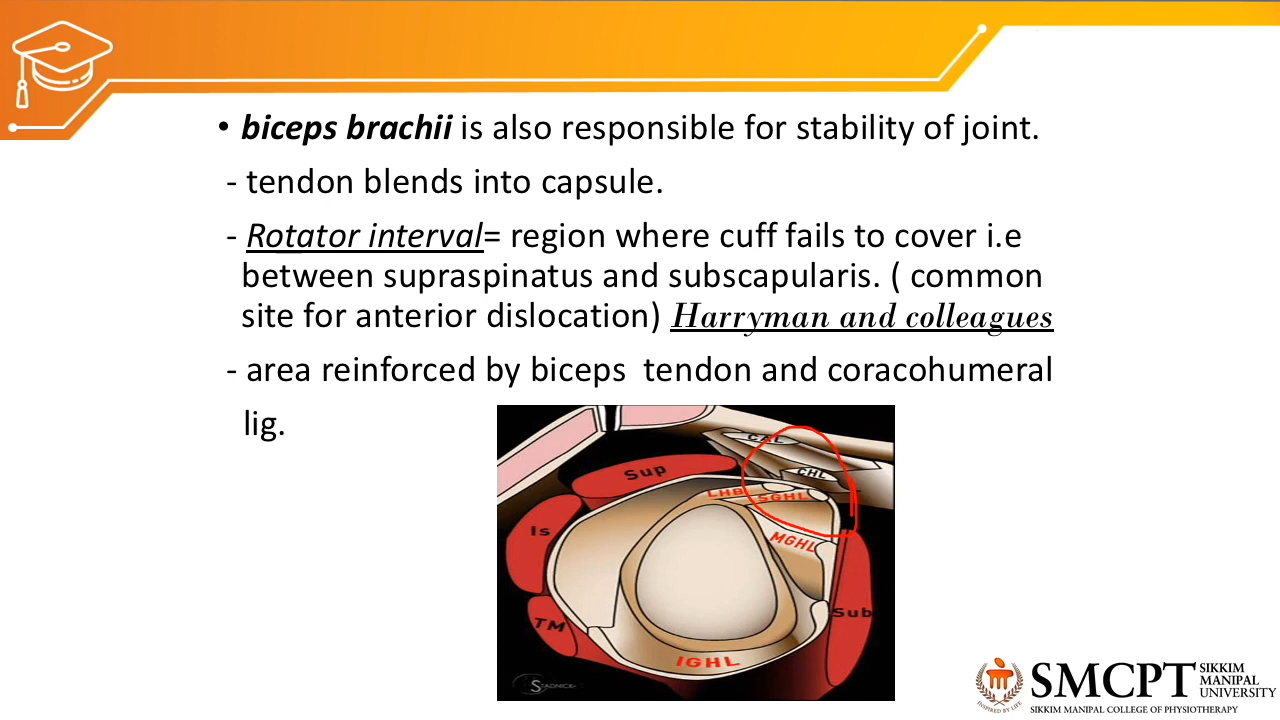 • biceps brachii is also responsible for stability of joint.
- tendon blends into capsule.
- Rotator interval= region where cuff fails to cover i.e
between supraspinatus and subscapularis. ( common
site for anterior dislocation) Harryman and colleagues
- area reinforced by biceps tendon and coracohumeral
lig.
CAL
Sup
CHL
LHB
SGHL
Is
MGHL
Sub
TM
IGHL
STADNICK
INSPIRED BY LIFE
SMCPT
SIKKIM
MANIPAL
UNIVERSITY
SIKKIM MANIPAL COLLEGE OF PHYSIOTHERAPY